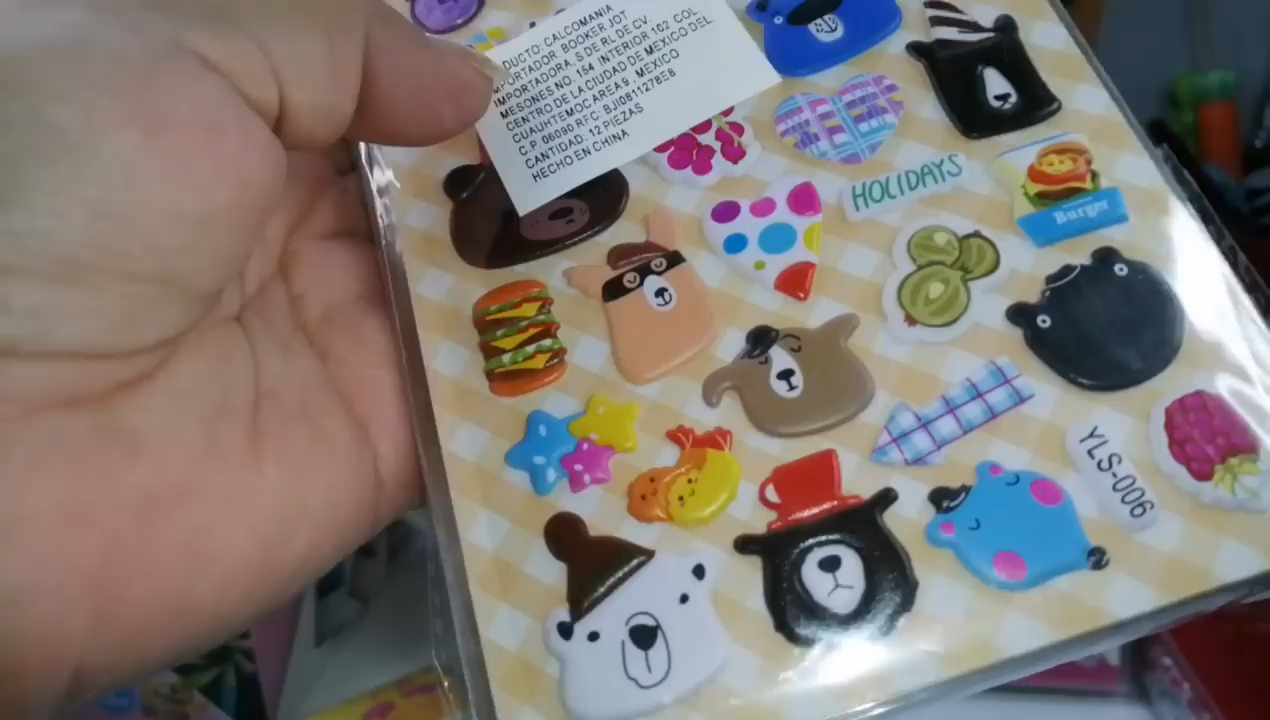 DUCTO: CALCOMANIA
PORTADOR: BOOKER JOT
IMPORTADORA, S DE RL DE CV.
MESONES NO. 154 INTERIOR 102 COL.
CENTRO DE LA CIUDAD DE MEXICO DEL.
CUAUHTEMOC AREA 9, MEXICO
C.P. 06090 RFC: BJI0811278E8
CANTIDAD: 12 PIEZAS
HECHO EN CHINA
HOLIDAYS
Burger
YLS-006